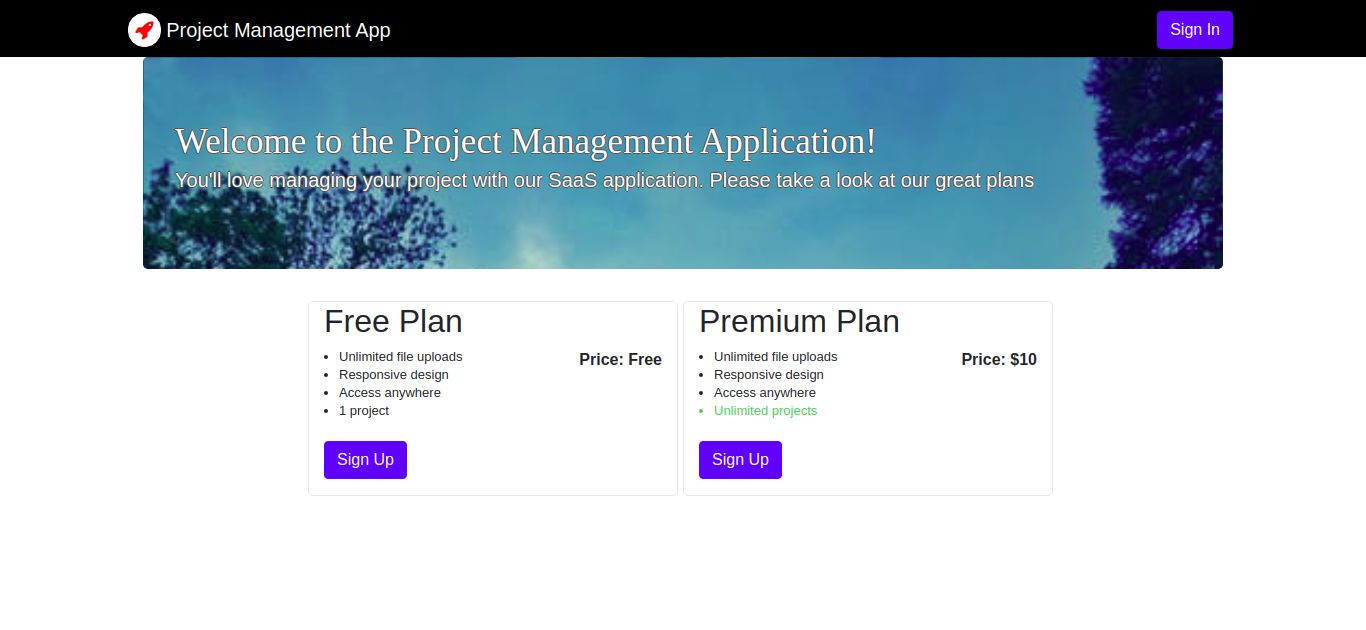 Project Management App
Sign In
Welcome to the Project Management Application!
You'll love managing your project with our SaaS application. Please take a look at our great plans
Free Plan
Unlimited file uploads
Responsive design
Access anywhere
1 project
Price: Free
Sign Up
Premium Plan
Unlimited file uploads
Responsive design
Access anywhere
Unlimited projects
Price: $10
Sign Up